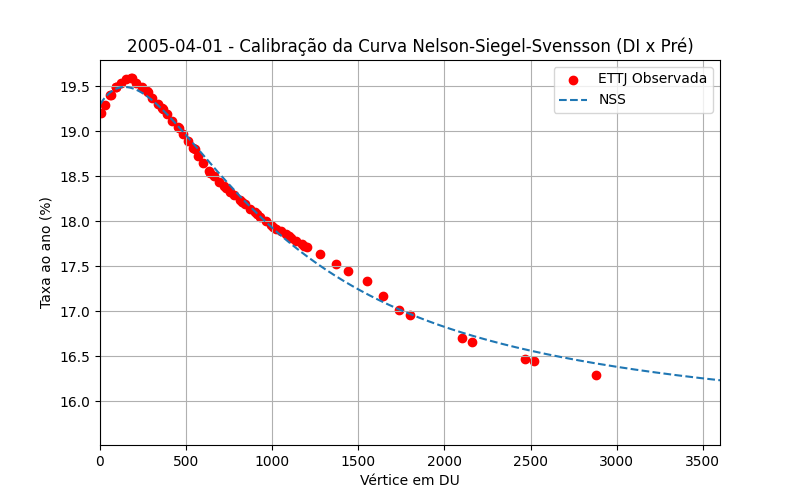 2005-04-01 - Calibração da Curva Nelson-Siegel-Svensson (DI x Pré)
ETTJ Observada
NSS
Taxa ao ano (%)
19.5
19.0
18.5
18.0
17.5
17.0
16.5
16.0
0 500 1000 1500 2000 2500 3000 3500
Vértice em DU